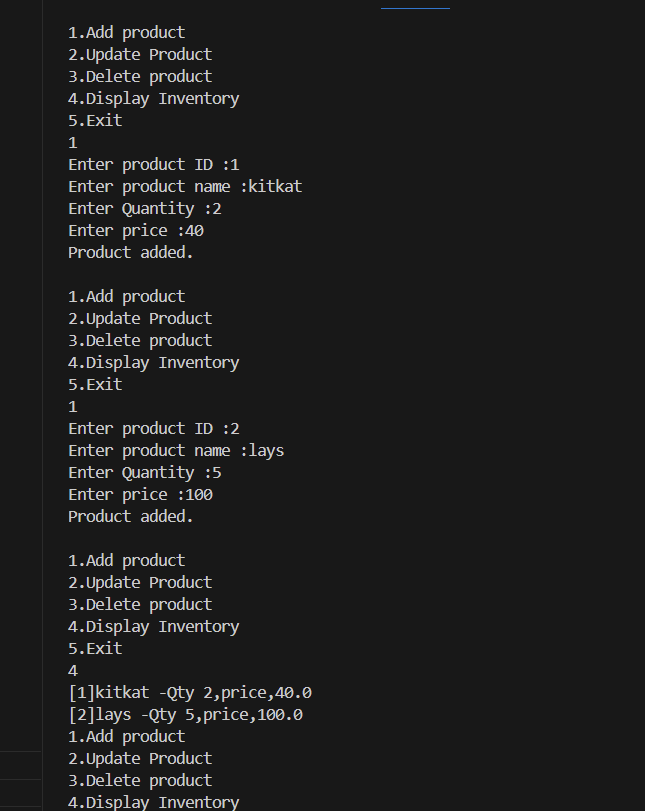 1.Add product
2.Update Product
3.Delete product
4.Display Inventory
5.Exit
1
Enter product ID :1
Enter product name :kitkat
Enter Quantity :2
Enter price :40
Product added.
1.Add product
2.Update Product
3.Delete product
4.Display Inventory
5.Exit
1
Enter product ID :2
Enter product name :lays
Enter Quantity :5
Enter price :100
Product added.
1.Add product
2.Update Product
3.Delete product
4.Display Inventory
5.Exit
4
[1]kitkat -Qty 2,price,40.0
[2]lays -Qty 5,price,100.0
1.Add product
2.Update Product
3.Delete product
4.Display Inventory